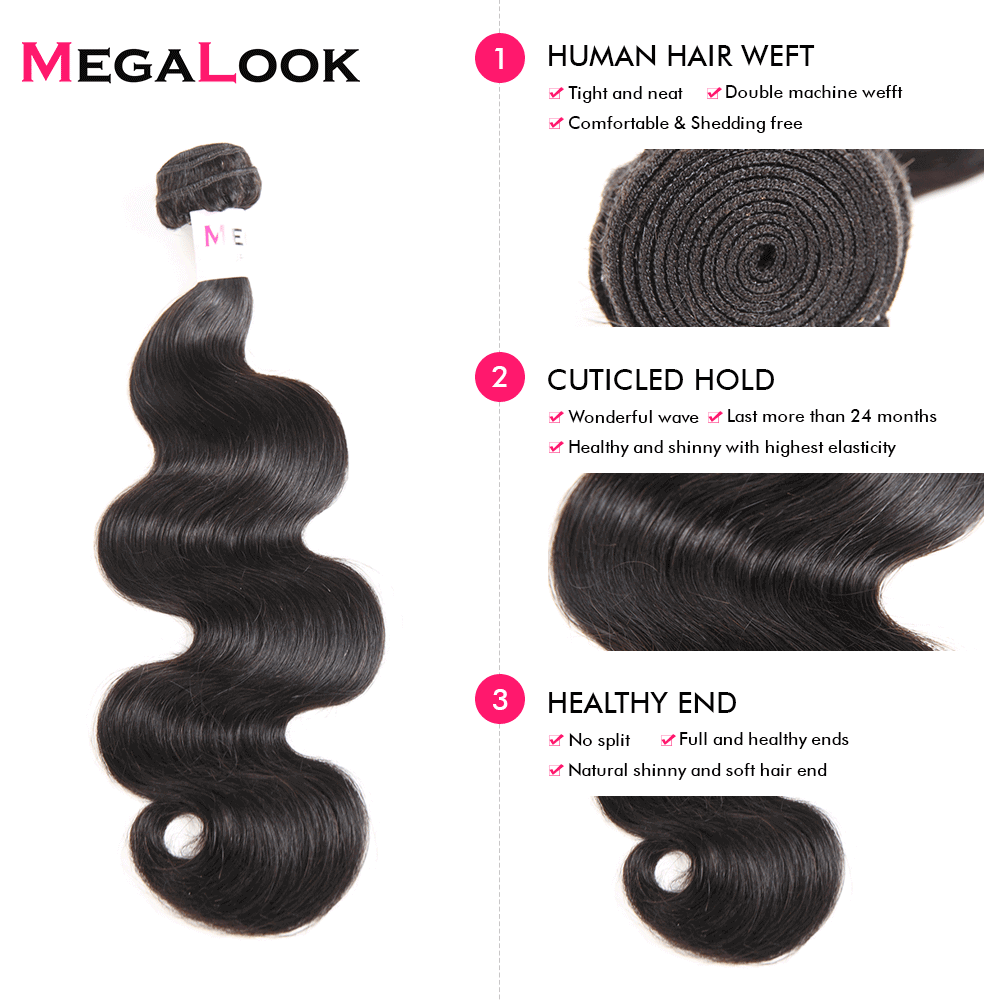 MEGALOOK
ME
1
HUMAN HAIR WEFT
Tight and neat Double machine wefft
Comfortable & Shedding free
2
CUTICLED HOLD
Wonderful wave Last more than 24 months
Healthy and shinny with highest elasticity
3
HEALTHY END
No split Full and healthy ends
Natural shinny and soft hair end